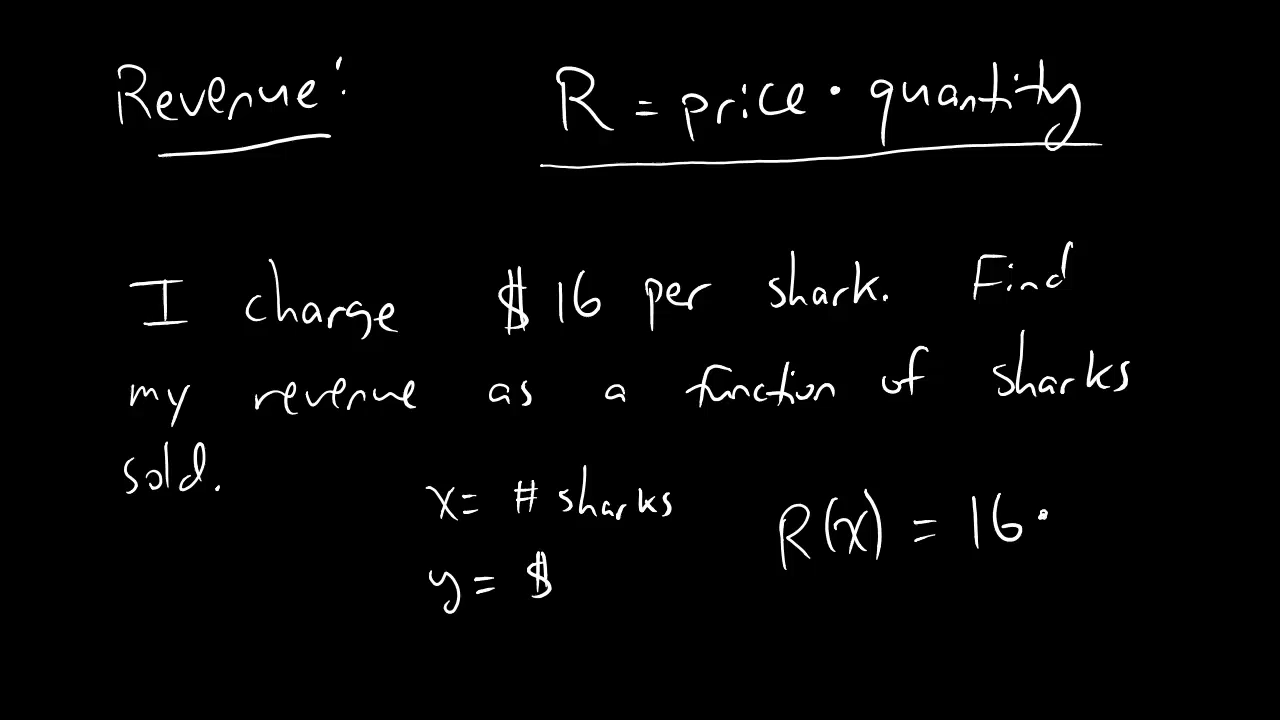 Revenue: R = price · quantity
I charge $16 per shark. Find
my revenue as a function of sharks
sold.
x = # sharks
R(x) = 16 ·
y = $